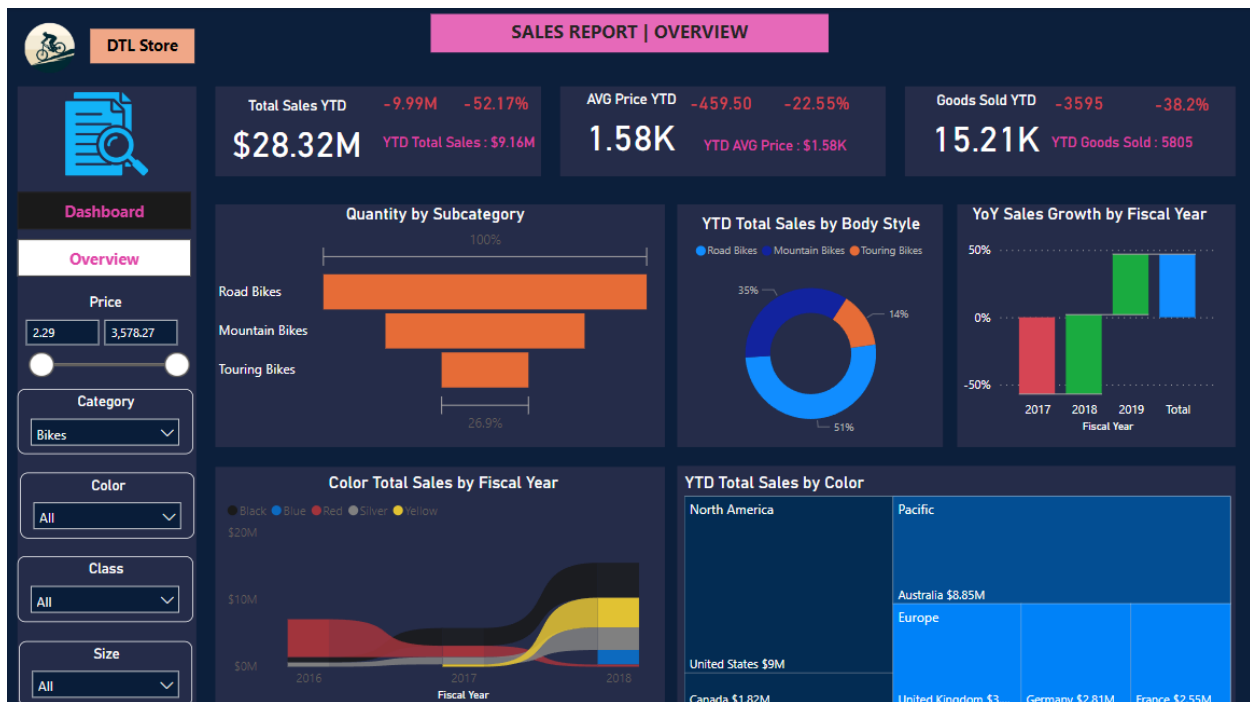 SALES REPORT | OVERVIEW
DTL Store
Total Sales YTD
-9.99M
-52.17%
$28.32M
YTD Total Sales : $9.16M
AVG Price YTD
-459.50
-22.55%
1.58K
YTD AVG Price : $1.58K
Goods Sold YTD
-3595
-38.2%
15.21K
YTD Goods Sold : 5805
Dashboard
Overview
Price
2.29
3,578.27
Category
Bikes
Color
All
Class
All
Size
All
Quantity by Subcategory
100%
Road Bikes
Mountain Bikes
Touring Bikes
26.9%
YTD Total Sales by Body Style
Road Bikes Mountain Bikes Touring Bikes
35%
14%
51%
YoY Sales Growth by Fiscal Year
50%
0%
-50%
2017 2018 2019 Total
Fiscal Year
Color Total Sales by Fiscal Year
Black Blue Red Silver Yellow
$20M
$10M
$0M
2016 2017 2018
Fiscal Year
YTD Total Sales by Color
North America
United States $9M
Canada $1.82M
Pacific
Australia $8.85M
Europe
United Kingdom $3...
Germany $2.81M
France $2.55M